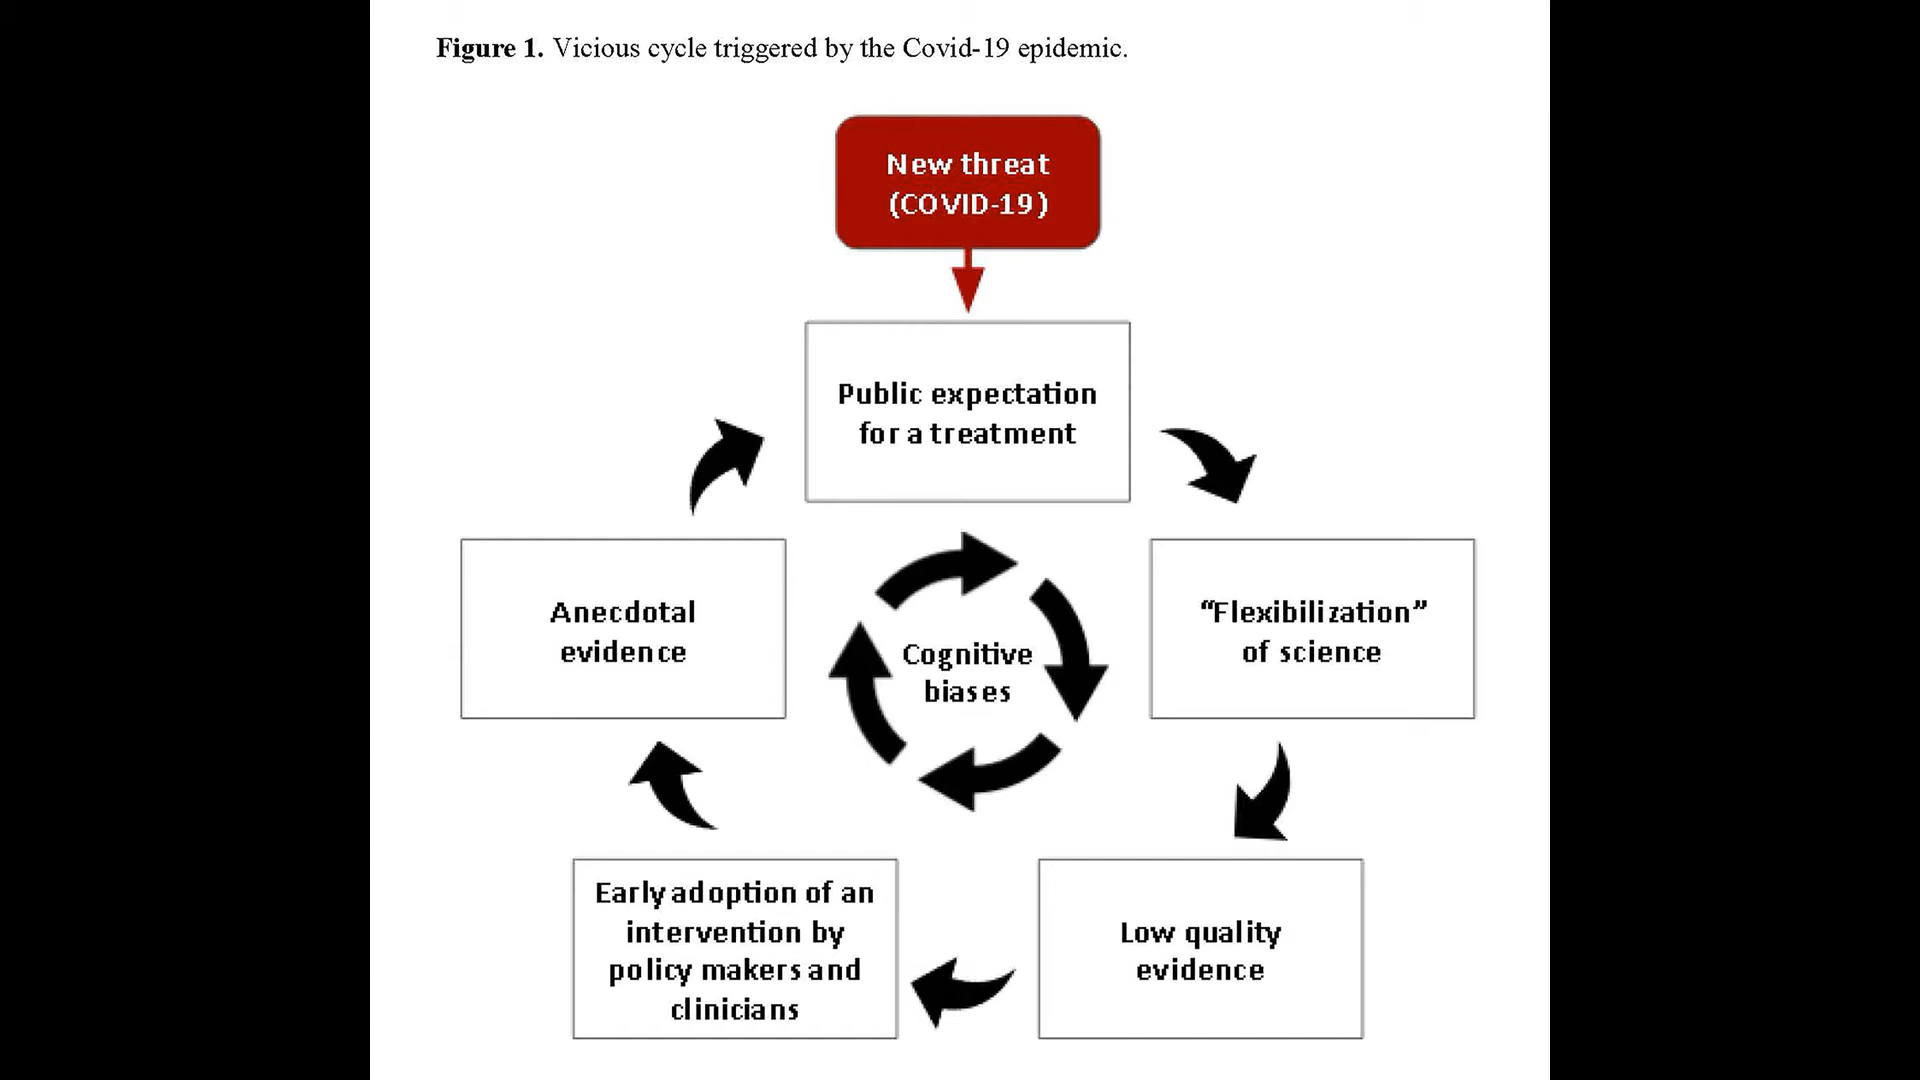 Figure 1. Vicious cycle triggered by the Covid-19 epidemic.
New threat
(COVID-19)
Public expectation
for a treatment
Anecdotal
evidence
Cognitive
biases
“Flexibilization”
of science
Early adoption of an
intervention by
policy makers and
clinicians
Low quality
evidence